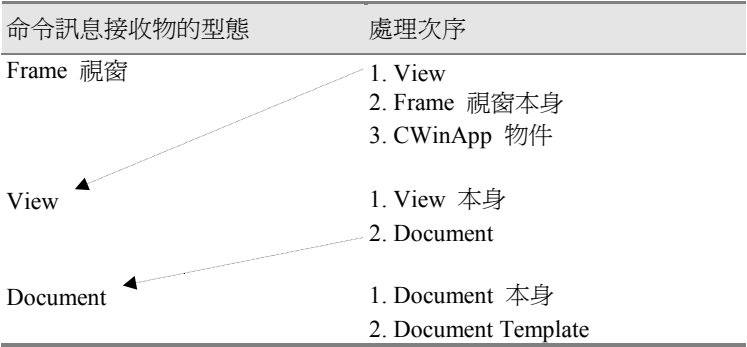 命令訊息接收物的型態 處理次序
Frame 視窗 1. View
2. Frame 視窗本身
3. CWinApp 物件
View 1. View 本身
2. Document
Document 1. Document 本身
2. Document Template